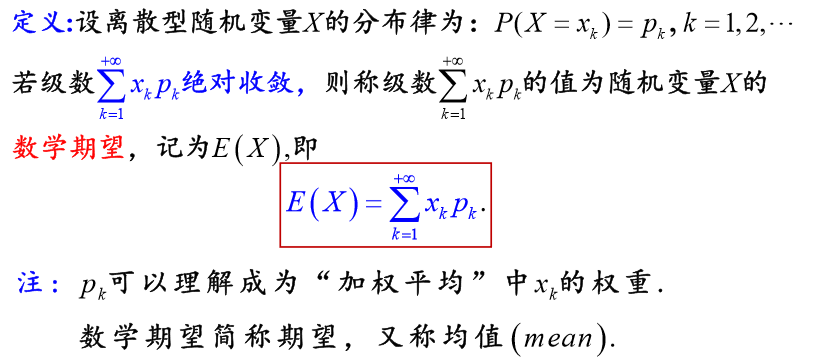 定义:设离散型随机变量X的分布律为：P(X = x_k) = p_k, k = 1, 2, ⋯
若级数∑_{k=1}^{+∞} x_k p_k绝对收敛，则称级数∑_{k=1}^{+∞} x_k p_k的值为随机变量X的
数学期望，记为E(X),即
E(X) = ∑_{k=1}^{+∞} x_k p_k.
注：p_k可以理解成为“加权平均”中x_k的权重.
数学期望简称期望，又称均值(mean).